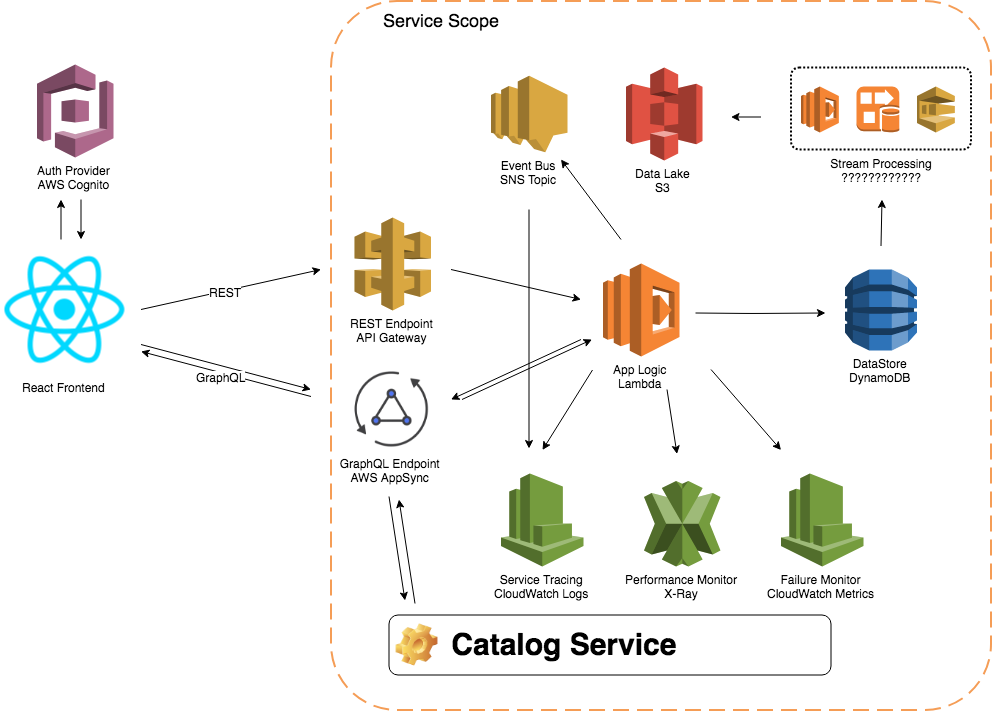 Service Scope
Auth Provider
AWS Cognito
Event Bus
SNS Topic
Data Lake
S3
Stream Processing
????????????
REST
REST Endpoint
API Gateway
React Frontend
GraphQL
App Logic
Lambda
DataStore
DynamoDB
GraphQL Endpoint
AWS AppSync
Service Tracing
CloudWatch Logs
Performance Monitor
X-Ray
Failure Monitor
CloudWatch Metrics
Catalog Service